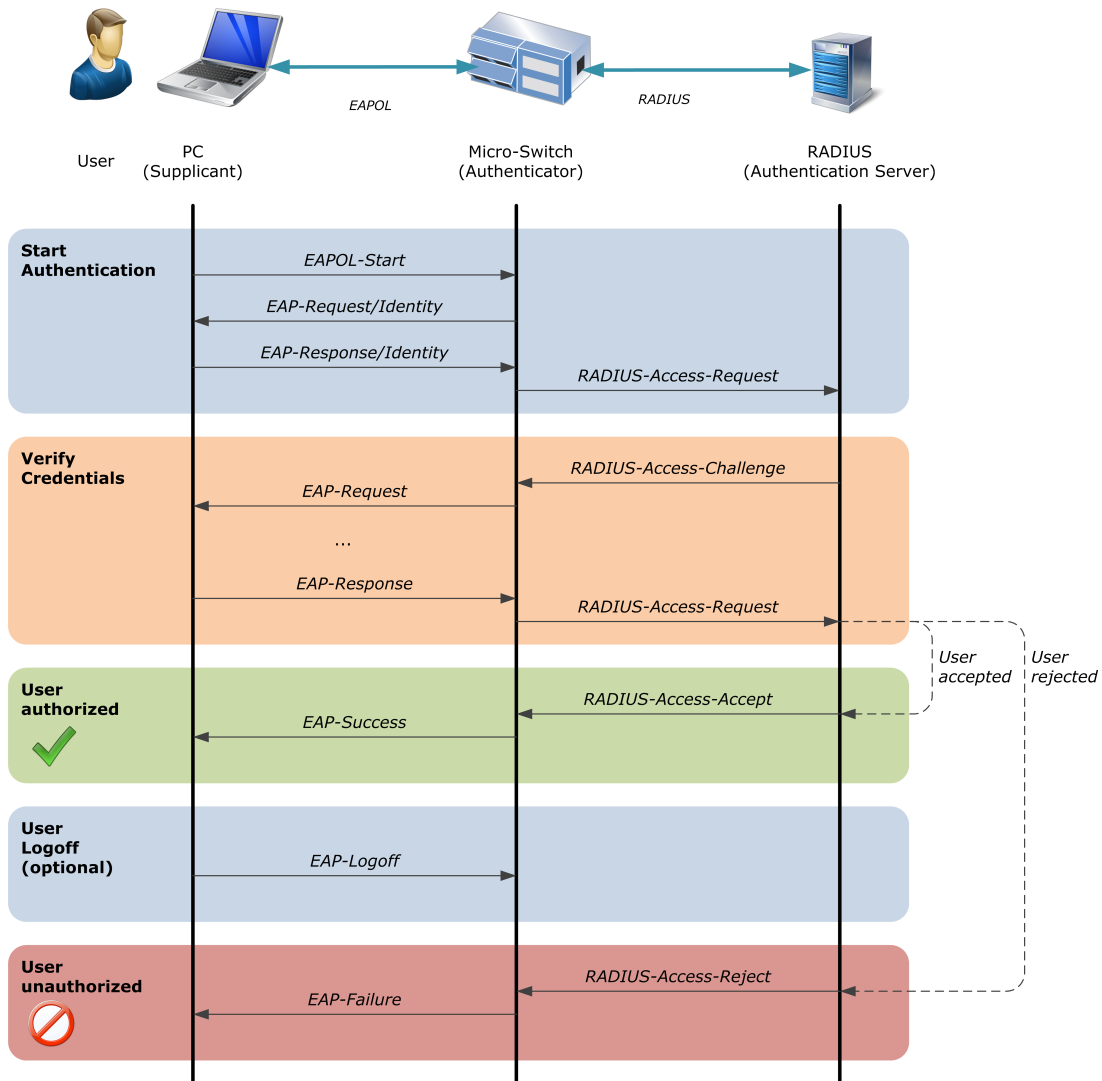 EAPOL
RADIUS
User
PC
(Supplicant)
Micro-Switch
(Authenticator)
RADIUS
(Authentication Server)
Start
Authentication
EAPOL-Start
EAP-Request/Identity
EAP-Response/Identity
RADIUS-Access-Request
Verify
Credentials
RADIUS-Access-Challenge
EAP-Request
...
EAP-Response
RADIUS-Access-Request
User
accepted
User
rejected
User
authorized
RADIUS-Access-Accept
EAP-Success
User
Logoff
(optional)
EAP-Logoff
User
unauthorized
RADIUS-Access-Reject
EAP-Failure